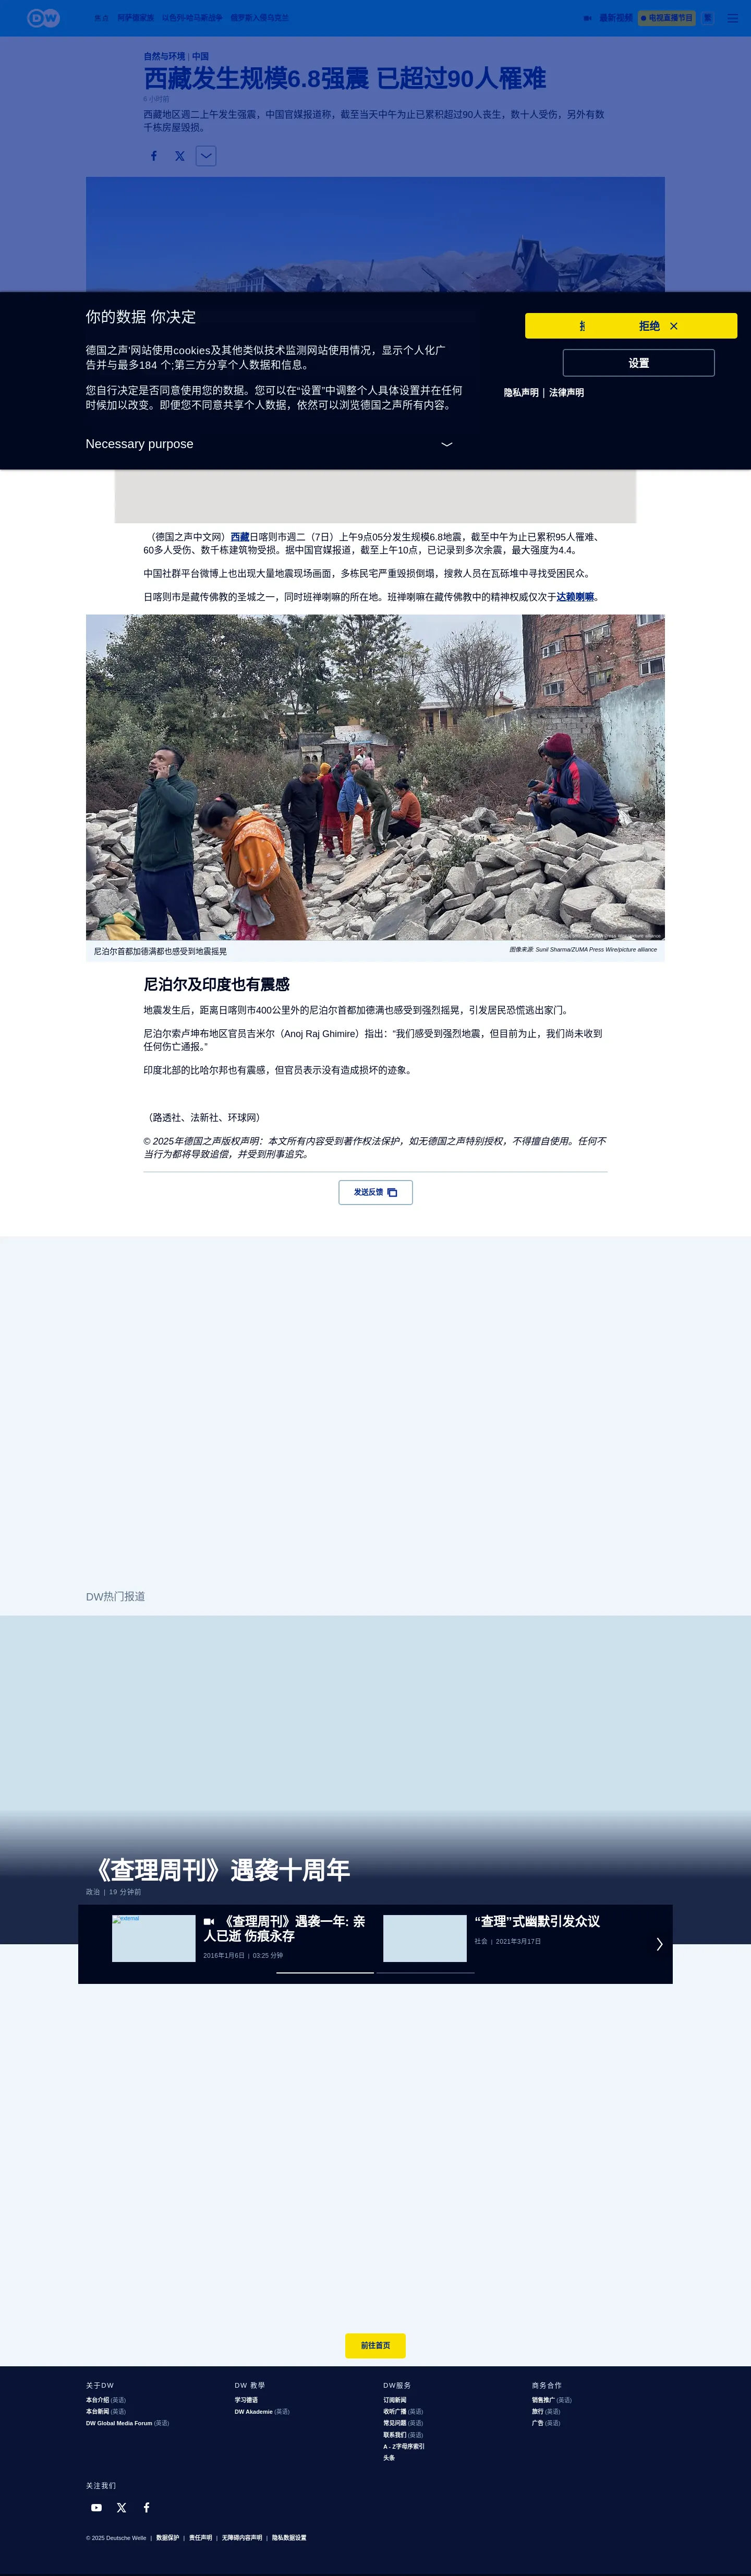 DW
焦点 阿萨德家族 以色列-哈马斯战争 俄罗斯入侵乌克兰
最新视频 电视直播节目 繁
自然与环境 | 中国
西藏发生规模6.8强震 已超过90人罹难
小时前
西藏地区週二上午发生强震，中国官媒报道称，截至当天中午为止已累积超过90人丧生，数十人受伤，另外有数
千栋房屋毁损。
你的数据 你决定
拒绝
德国之声'网站使用cookies及其他类似技术监测网站使用情况，显示个人化广
告并与最多184 个;第三方分享个人数据和信息。
设置
您自行决定是否同意使用您的数据。您可以在“设置”中调整个人具体设置并在任何
时候加以改变。即便您不同意共享个人数据，依然可以浏览德国之声所有内容。
隐私声明 | 法律声明
Necessary purpose
（德国之声中文网）西藏日喀则市週二（7日）上午9点05分发生规模6.8地震，截至中午为止已累积95人罹难、
60多人受伤、数千栋建筑物受损。据中国官媒报道，截至上午10点，已记录到多次余震，最大强度为4.4。
中国社群平台微博上也出现大量地震现场画面，多栋民宅严重毁损倒塌，搜救人员在瓦砾堆中寻找受困民众。
日喀则市是藏传佛教的圣城之一，同时班禅喇嘛的所在地。班禅喇嘛在藏传佛教中的精神权威仅次于达赖喇嘛。
尼泊尔首都加德满都也感受到地震摇晃
图像来源: Sunil Sharma/ZUMA Press Wire/picture alliance
尼泊尔及印度也有震感
地震发生后，距离日喀则市400公里外的尼泊尔首都加德满也感受到强烈摇晃，引发居民恐慌逃出家门。
尼泊尔索卢坤布地区官员吉米尔（Anoj Raj Ghimire）指出：“我们感受到强烈地震，但目前为止，我们尚未收到
任何伤亡通报。”
印度北部的比哈尔邦也有震感，但官员表示没有造成损坏的迹象。
（路透社、法新社、环球网）
© 2025年德国之声版权声明：本文所有内容受到著作权法保护，如无德国之声特别授权，不得擅自使用。任何不
当行为都将导致追偿，并受到刑事追究。
发送反馈
DW热门报道
《查理周刊》遇袭十周年
政治 | 19 分钟前
external
《查理周刊》遇袭一年: 亲
人已逝 伤痕永存
2016年1月6日 | 03:25 分钟
“查理”式幽默引发众议
社会 | 2021年3月17日
前往首页
关于DW
本台介绍 (英语)
本台新闻 (英语)
DW Global Media Forum (英语)
DW 教學
学习德语
DW Akademie (英语)
DW服务
订阅新闻
收听广播 (英语)
常见问题 (英语)
联系我们 (英语)
A - Z字母序索引
头条
商务合作
销售推广 (英语)
旅行 (英语)
广告 (英语)
关注我们
© 2025 Deutsche Welle | 数据保护 | 责任声明 | 无障碍内容声明 | 隐私数据设置